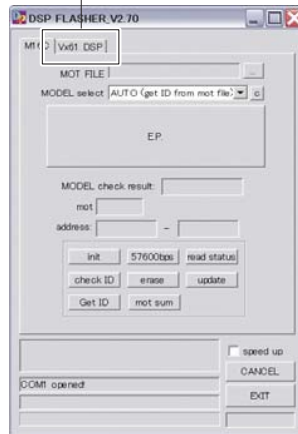 DSP FLASHER_V2.70
Vx61 DSP
MOT FILE ...
MODEL select AUTO (get ID from mot file) c
E.P.
MODEL check result:
mot
address: -
init 57600bps read status
check ID erase update
Get ID mot sum
speed up
CANCEL
COM1 opened!
EXIT